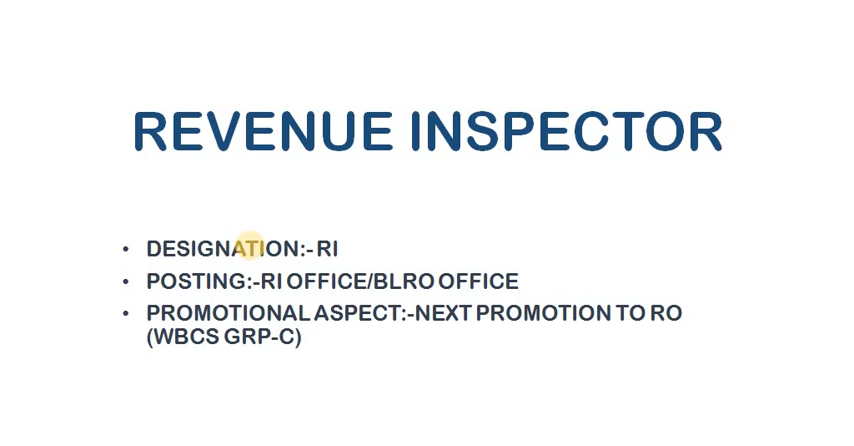 REVENUE INSPECTOR
• DESIGNATION:- RI
• POSTING:-RI OFFICE/BLRO OFFICE
• PROMOTIONAL ASPECT:-NEXT PROMOTION TO RO
(WBCS GRP-C)